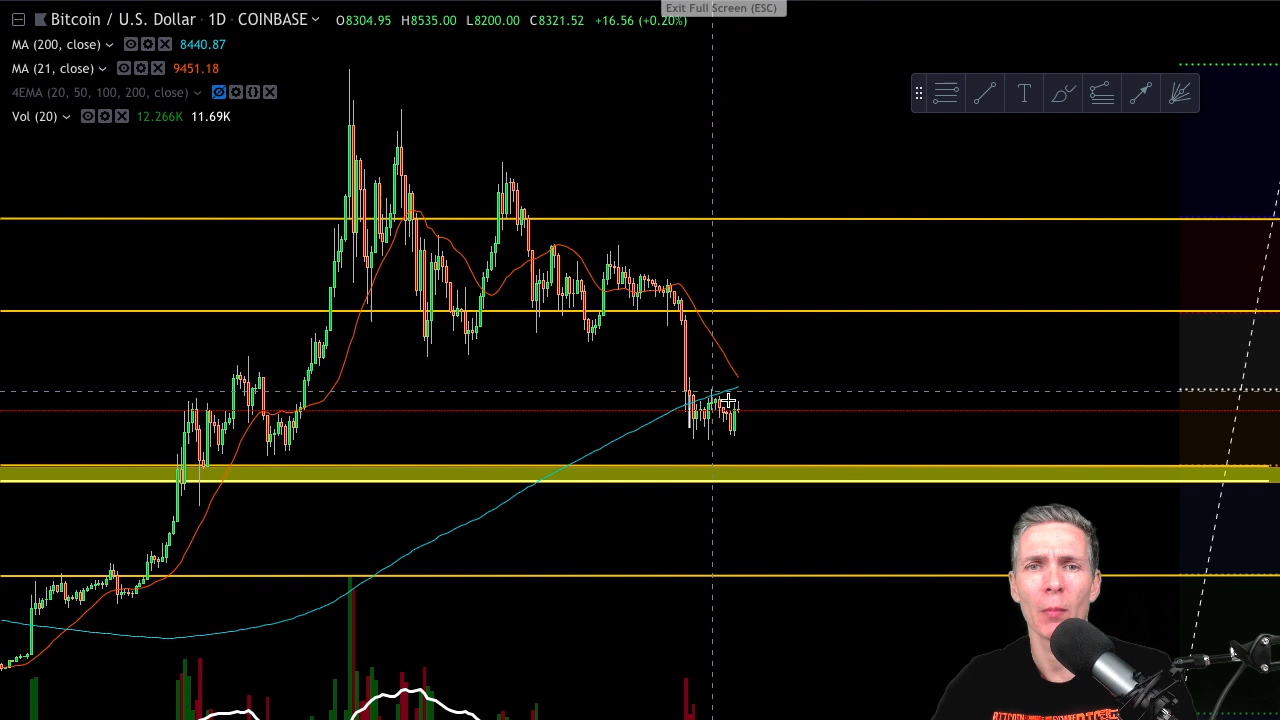 Exit Full Screen (ESC)
Bitcoin / U.S. Dollar · 1D · COINBASE O8304.95 H8535.00 L8200.00 C8321.52 +16.56 (+0.20%)
MA (200, close) 8440.87
MA (21, close) 9451.18
4EMA (20, 50, 100, 200, close)
Vol (20) 12.266K 11.69K
T